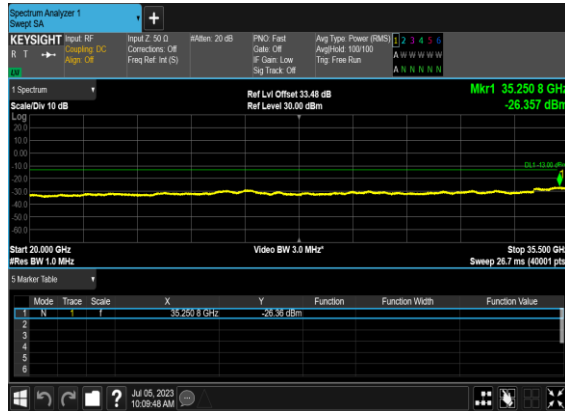 Spectrum Analyzer 1
Swept SA
+
KEYSIGHT Input: RF Input Z: 50 Ω #Atten: 20 dB PNO: Fast Avg Type: Power (RMS) 1 2 3 4 5 6
R T Coupling: DC Corrections: Off Gate: Off Avg|Hold: 100/100 A W W W W W
Align: Off Freq Ref: Int (S) IF Gain: Low Trig: Free Run
Sig Track: Off A N N N N N
1 Spectrum
Ref Lvl Offset 33.48 dB Mkr1 35.250 8 GHz
Scale/Div 10 dB Ref Level 30.00 dBm -26.357 dBm
Log
20.0
10.0
0.00
-10.0
DL1 -13.00 dBm
-20.0
-30.0
-40.0
-50.0
-60.0
Start 20.000 GHz Video BW 3.0 MHz* Stop 35.500 GHz
#Res BW 1.0 MHz Sweep 26.7 ms (40001 pts)
5 Marker Table
Mode Trace Scale X Y Function Function Width Function Value
1 N 1 f 35.250 8 GHz -26.36 dBm
2
3
4
5
6
? Jul 05, 2023
10:09:48 AM